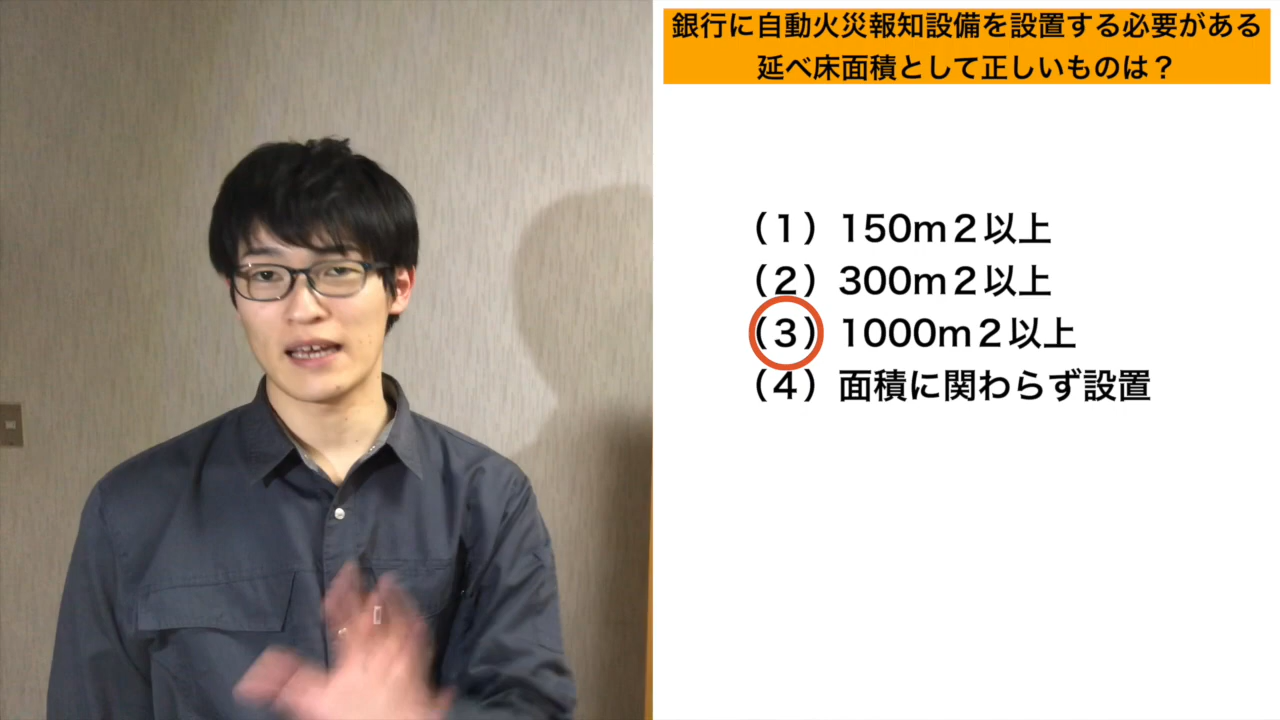 銀行に自動火災報知設備を設置する必要がある
延べ床面積として正しいものは？
（１）150m２以上
（２）300m２以上
（３）1000m２以上
（４）面積に関わらず設置